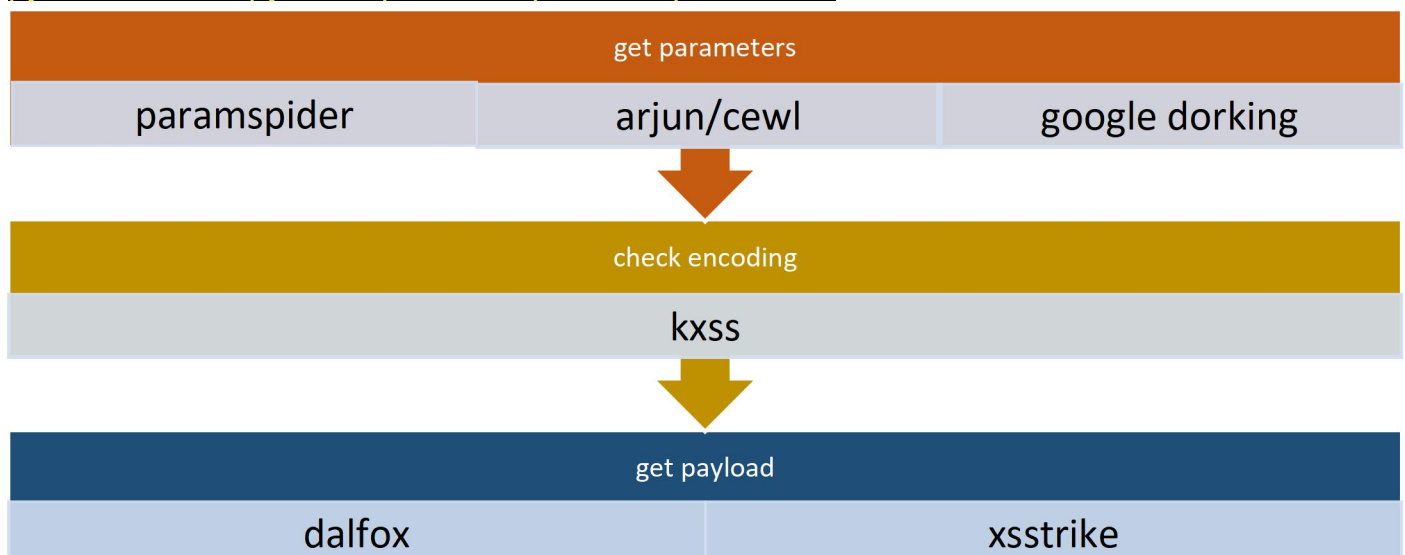 get parameters
paramspider arjun/cewl google dorking
check encoding
kxss
get payload
dalfox xsstrike